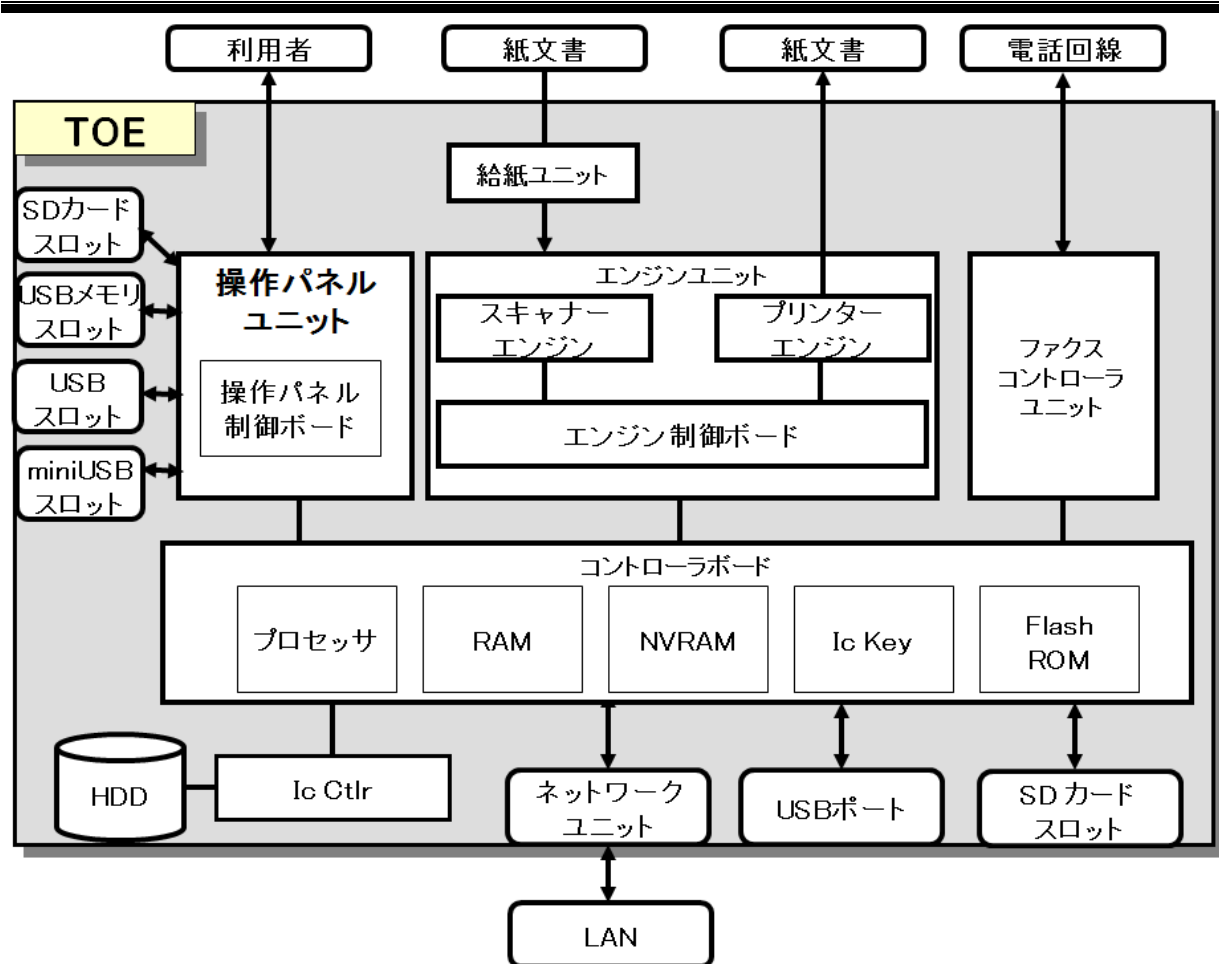 利用者
紙文書
紙文書
電話回線
TOE
給紙ユニット
SDカード
スロット
USBメモリ
スロット
USB
スロット
miniUSB
スロット
操作パネル
ユニット
操作パネル
制御ボード
エンジンユニット
スキャナー
エンジン
プリンター
エンジン
エンジン制御ボード
ファクス
コントローラ
ユニット
コントローラボード
プロセッサ
RAM
NVRAM
Ic Key
Flash
ROM
HDD
Ic Ctlr
ネットワーク
ユニット
USBポート
SD カード
スロット
LAN